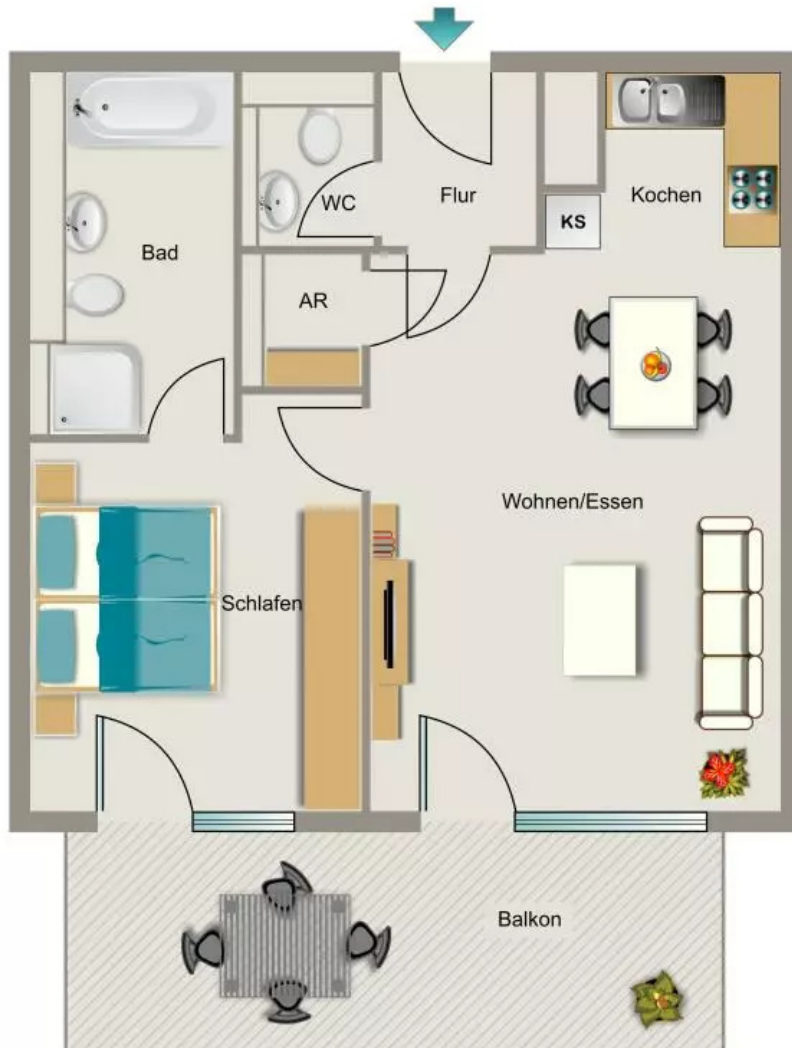 Kochen
Flur
WC
KS
Bad
AR
Wohnen/Essen
Schlafen
Balkon